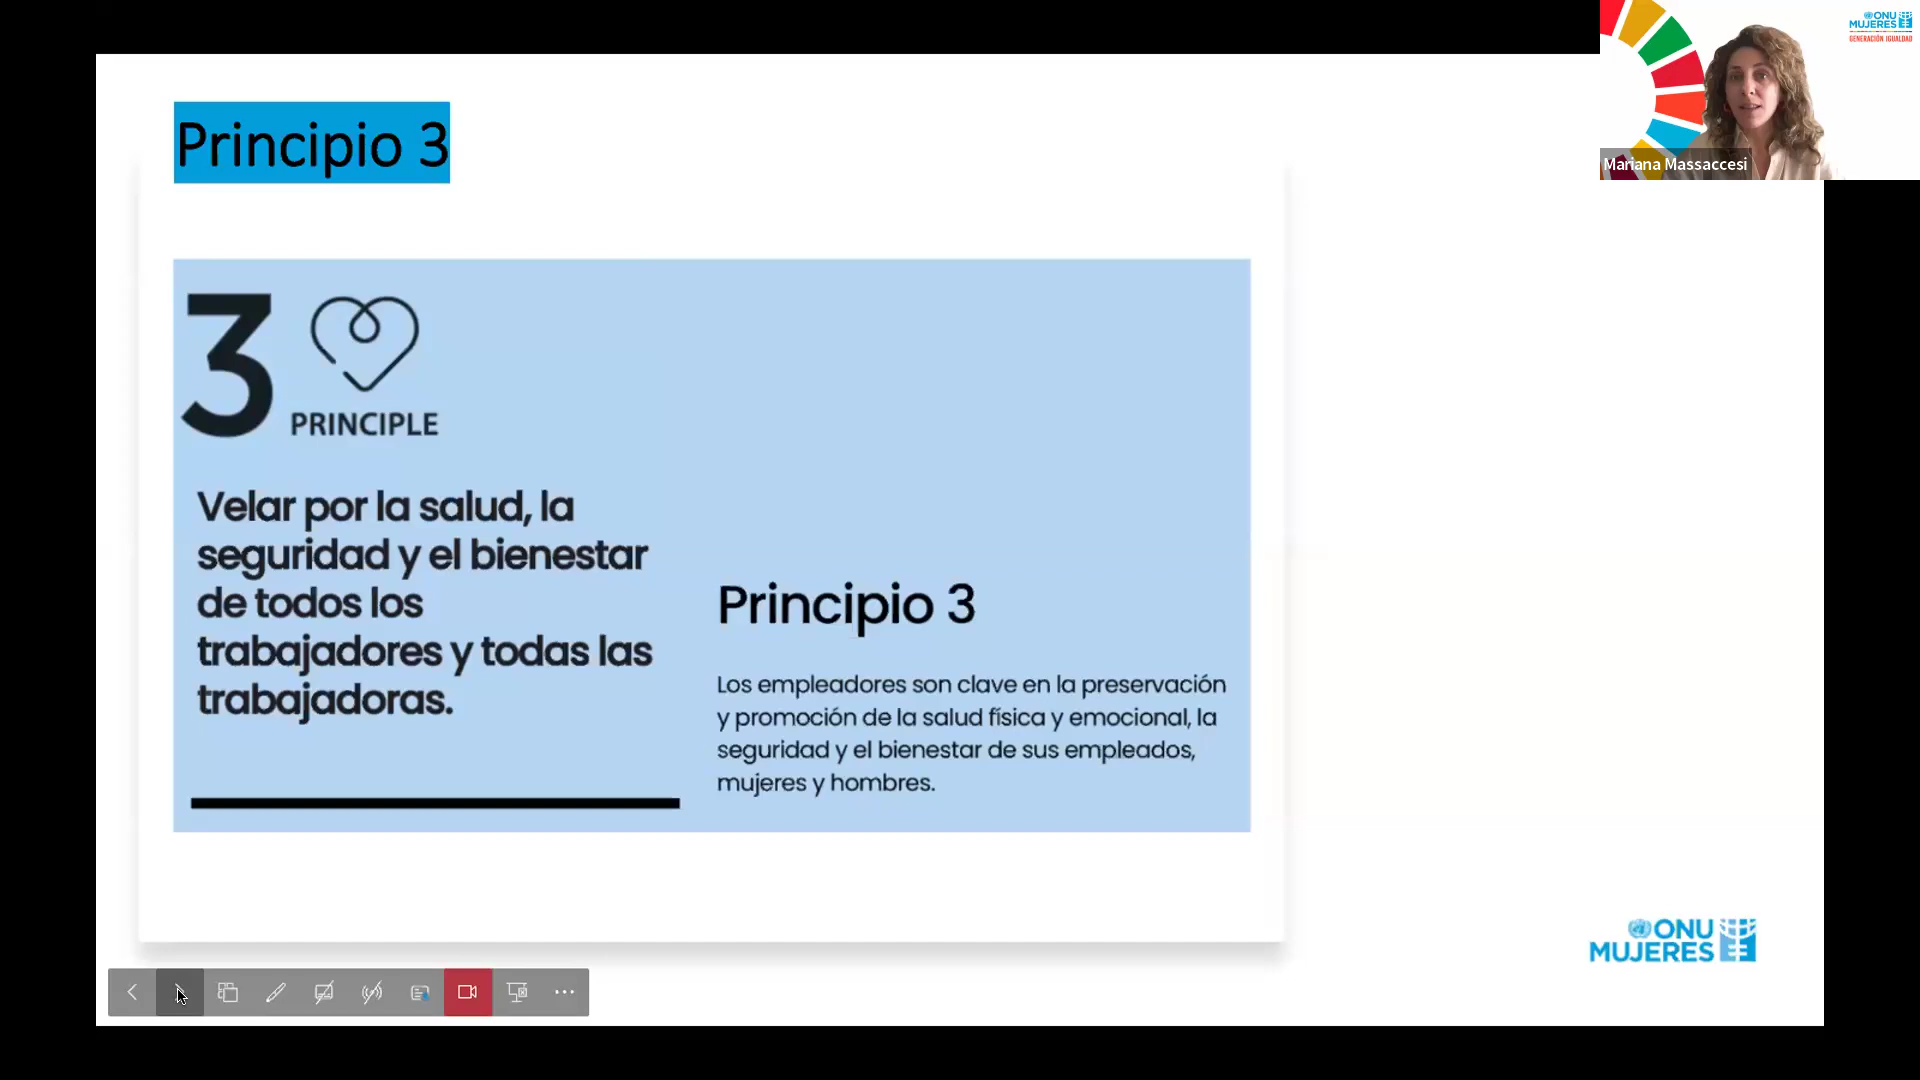 Principio 3
3
PRINCIPLE
Velar por la salud, la
seguridad y el bienestar
de todos los
trabajadores y todas las
trabajadoras.
Principio 3
Los empleadores son clave en la preservación
y promoción de la salud física y emocional, la
seguridad y el bienestar de sus empleados,
mujeres y hombres.
ONU
MUJERES
ONU
MUJERES
GENERACIÓN IGUALDAD
Mariana Massaccesi